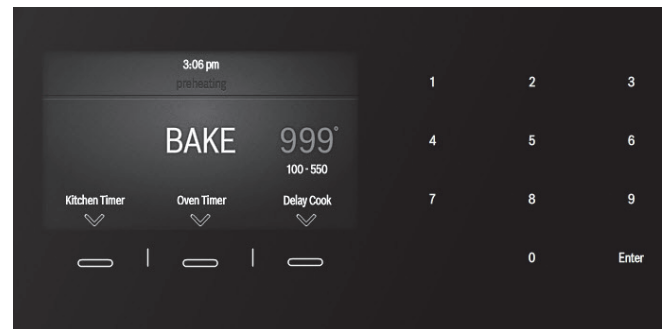 3:06 pm
preheating
BAKE 999°
100 - 550
Kitchen Timer Oven Timer Delay Cook
1 2 3
4 5 6
7 8 9
0 Enter